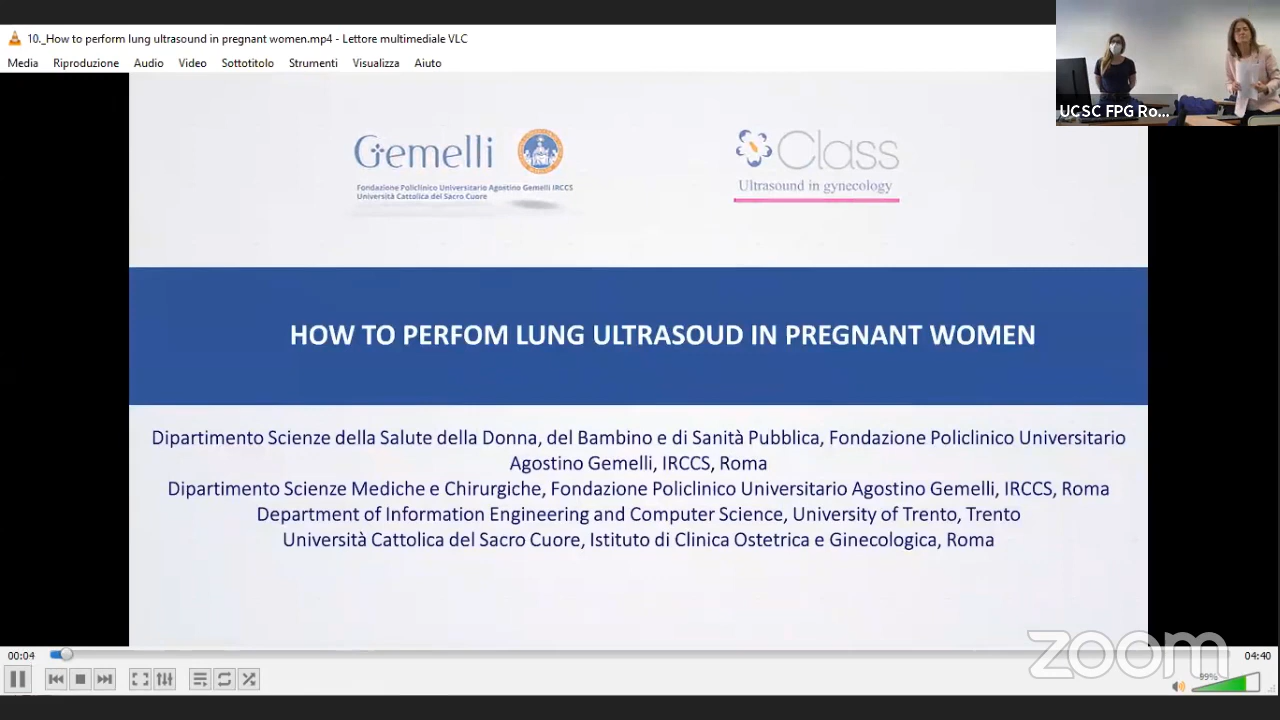 10._How to perform lung ultrasound in pregnant women.mp4 - Lettore multimediale VLC
Media Riproduzione Audio Video Sottotitolo Strumenti Visualizza Aiuto
UCSC FPG Ro...
Gemelli
Fondazione Policlinico Universitario Agostino Gemelli IRCCS
Università Cattolica del Sacro Cuore
Class
Ultrasound in gynecology
HOW TO PERFOM LUNG ULTRASOUD IN PREGNANT WOMEN
Dipartimento Scienze della Salute della Donna, del Bambino e di Sanità Pubblica, Fondazione Policlinico Universitario
Agostino Gemelli, IRCCS, Roma
Dipartimento Scienze Mediche e Chirurgiche, Fondazione Policlinico Universitario Agostino Gemelli, IRCCS, Roma
Department of Information Engineering and Computer Science, University of Trento, Trento
Università Cattolica del Sacro Cuore, Istituto di Clinica Ostetrica e Ginecologica, Roma
zoom
00:04 04:40
99%